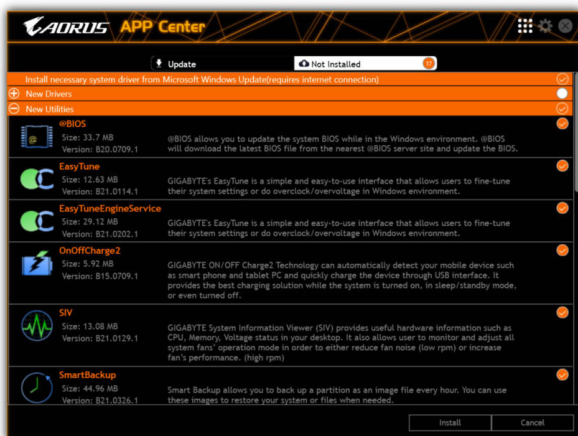 AORUS APP Center
Update
Not Installed
Install necessary system driver from Microsoft Windows Update(requires internet connection)
New Drivers
New Utilities
@BIOS
Size: 33.7 MB
Version: B20.0709.1
@BIOS allows you to update the system BIOS while in the Windows environment. @BIOS
will download the latest BIOS file from the nearest @BIOS server site and update the BIOS.
EasyTune
Size: 12.63 MB
Version: B21.0114.1
GIGABYTE's EasyTune is a simple and easy-to-use interface that allows users to fine-tune
their system settings or do overclock/overvoltage in Windows environment.
EasyTuneEngineService
Size: 29.12 MB
Version: B21.0202.1
GIGABYTE's EasyTune is a simple and easy-to-use interface that allows users to fine-tune
their system settings or do overclock/overvoltage in Windows environment.
OnOffCharge2
Size: 5.92 MB
Version: B15.0709.1
GIGABYTE ON/OFF Charge2 Technology can automatically detect your mobile device such
as smart phone and tablet PC and quickly charge the device through USB interface. It
provides the best charging solution while the system is turned on, in sleep/standby mode,
or even turned off.
SIV
Size: 13.08 MB
Version: B21.0129.1
GIGABYTE System Information Viewer (SIV) provides useful hardware information such as
CPU, Memory, Voltage status in your desktop. It also allows user to monitor and adjust all
system fans' operation mode in order to either reduce fan noise (low rpm) or increase
fan's performance. (high rpm)
SmartBackup
Size: 44.96 MB
Version: B21.0326.1
Smart Backup allows you to back up a partition as an image file every hour. You can use
these images to restore your system or files when needed.
Install
Cancel